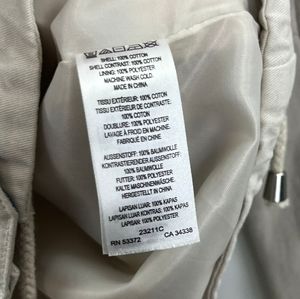 SHELL: 100% COTTON
SHELL CONTRAST: 100% COTTON
LINING: 100% POLYESTER
MACHINE WASH COLD.
MADE IN CHINA
TISSU EXTÉRIEUR: 100% COTON
TISSU EXTÉRIEUR DE CONTRASTE:
100% COTON
DOUBLURE: 100% POLYESTER
LAVAGE À FROID EN MACHINE
FABRIQUÉ EN CHINE
AUSSENSTOFF: 100% BAUMWOLLE
KONTRASTIERENDER AUSSENSTOFF:
100% BAUMWOLLE
FUTTER: 100% POLYESTER
KALTE MASCHINENWÄSCHE
HERGESTELLT IN CHINA
LAPISAN LUAR: 100% KAPAS
LAPISAN LUAR KONTRAS: 100% KAPAS
LAPISAN: 100% POLYESTER
23211C
RN 53372 CA 34338